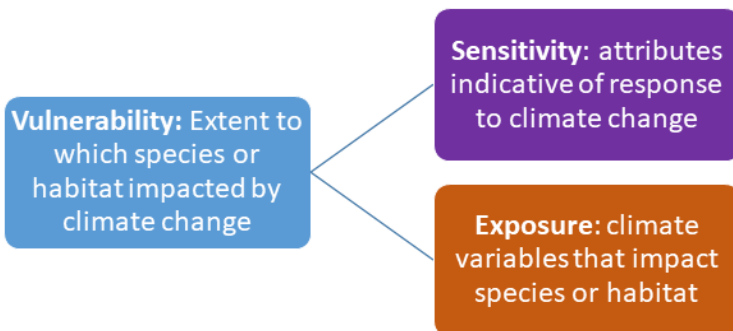 Vulnerability: Extent to
which species or
habitat impacted by
climate change
Sensitivity: attributes
indicative of response
to climate change
Exposure: climate
variables that impact
species or habitat